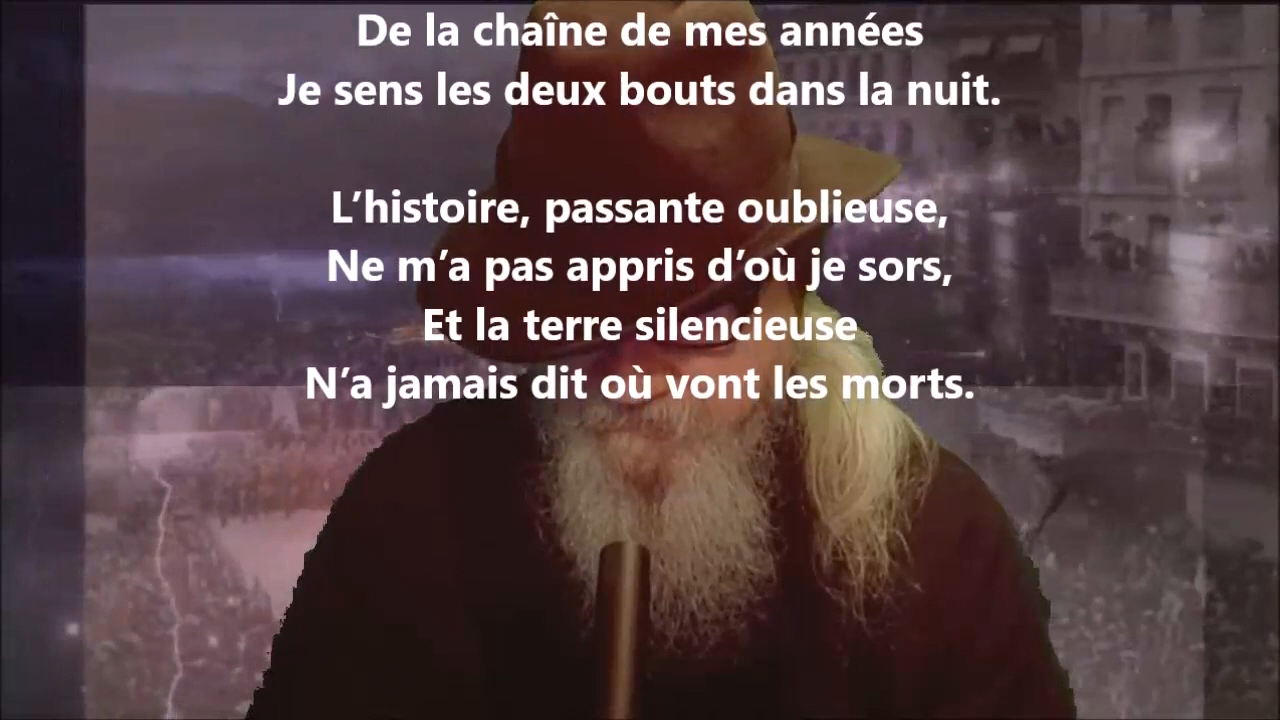 De la chaîne de mes années
Je sens les deux bouts dans la nuit.
L’histoire, passante oublieuse,
Ne m’a pas appris d’où je sors,
Et la terre silencieuse
N’a jamais dit où vont les morts.